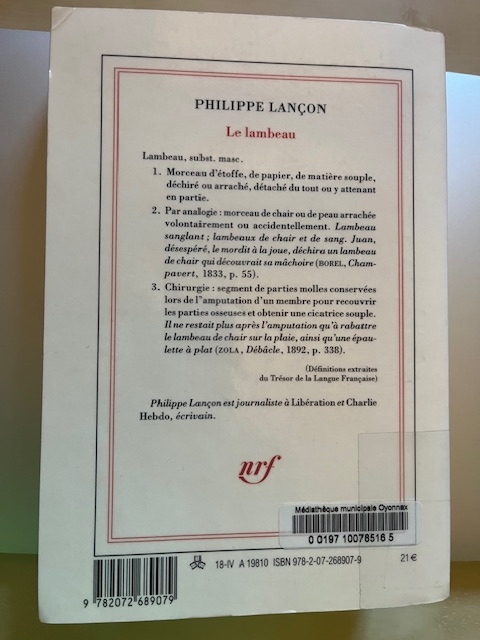 PHILIPPE LANÇON
Le lambeau
Lambeau, subst. masc.
1. Morceau d'étoffe, de papier, de matière souple,
déchiré ou arraché, détaché du tout ou y attenant
en partie.
2. Par analogie : morceau de chair ou de peau arrachée
volontairement ou accidentellement. Lambeau
sanglant ; lambeaux de chair et de sang. Juan,
désespéré, le mordit à la joue, déchira un lambeau
de chair qui découvrait sa mâchoire (BOREL, Cham-
pavert, 1833, p. 55).
3. Chirurgie : segment de parties molles conservées
lors de l'amputation d'un membre pour recouvrir
les parties osseuses et obtenir une cicatrice souple.
Il ne restait plus après l'amputation qu'à rabattre
le lambeau de chair sur la plaie, ainsi qu'une épau-
lette à plat (ZOLA, Débâcle, 1892, p. 338).
(Définitions extraites
du Trésor de la Langue Française)
Philippe Lançon est journaliste à Libération et Charlie
Hebdo, écrivain.
nrf
Médiathèque municipale Oyonnax
0 0197 10078516 5
18-IV A 19810 ISBN 978-2-07-268907-9 21 €
9 782072 689079